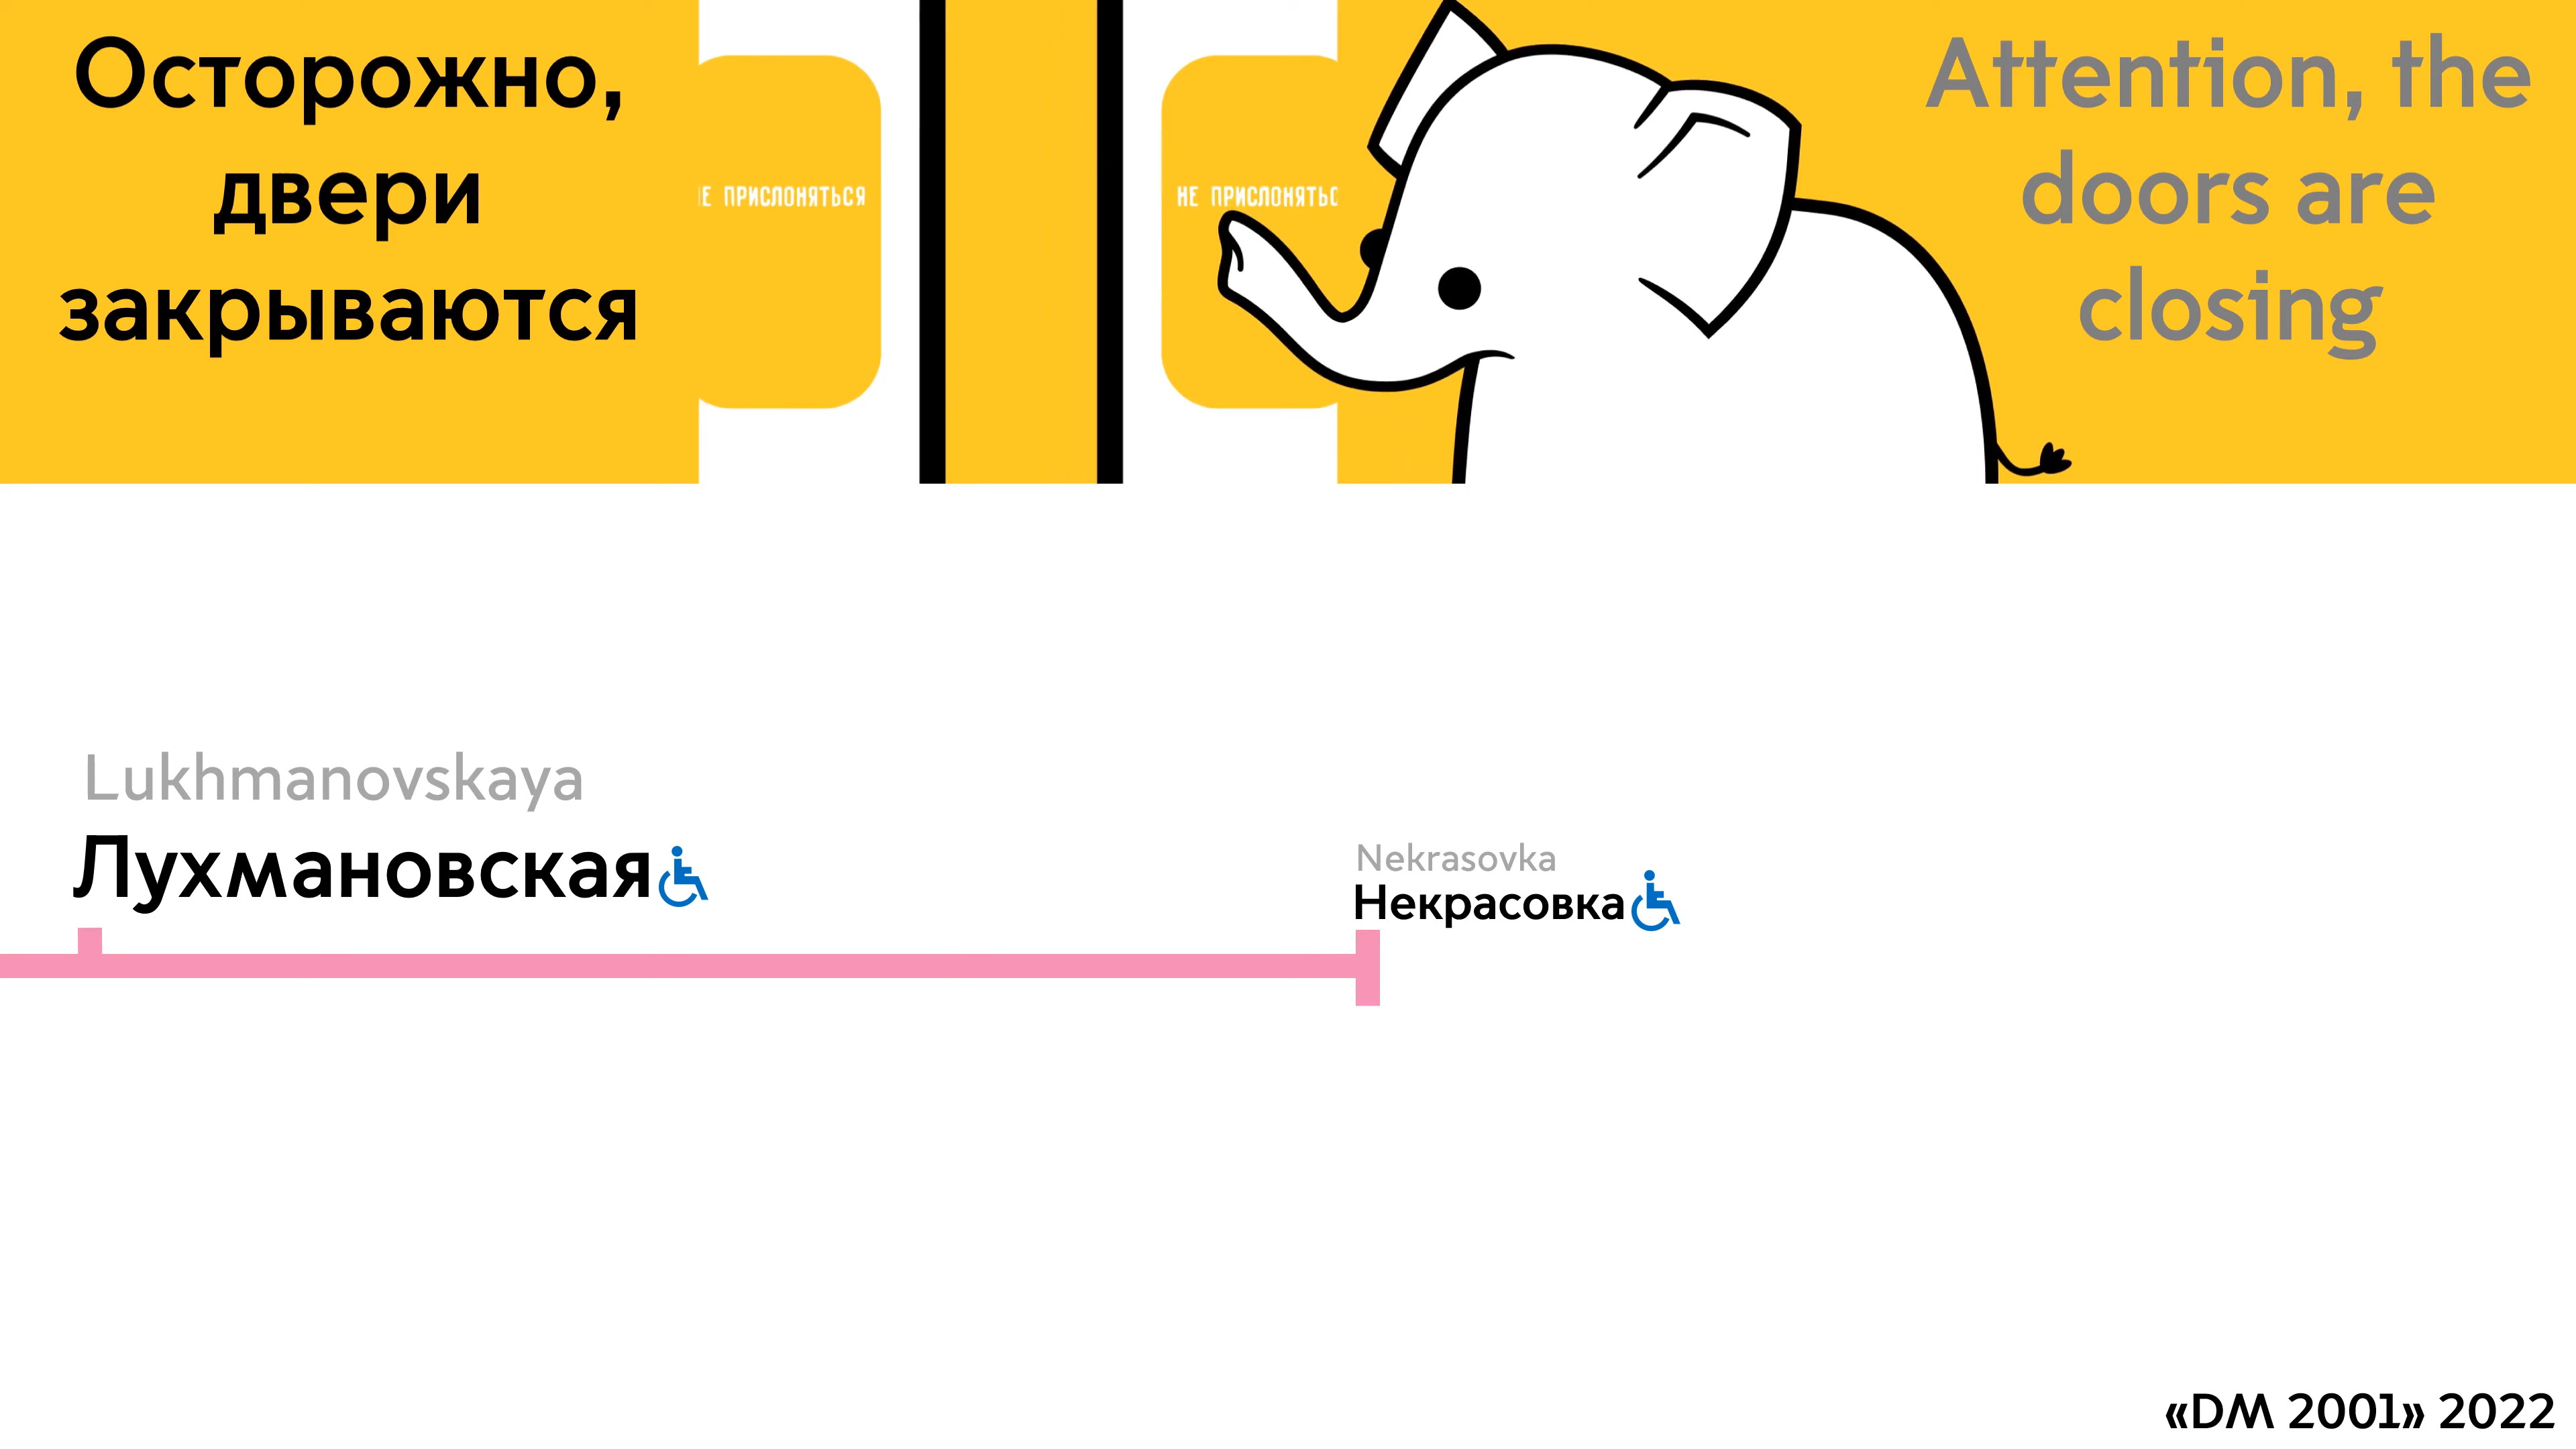 Осторожно,
двери
закрываются
НЕ ПРИСЛОНЯТЬСЯ
НЕ ПРИСЛОНЯТЬС
Attention, the
doors are
closing
Lukhmanovskaya
Лухмановская
Nekrasovka
Некрасовка
«DM 2001» 2022